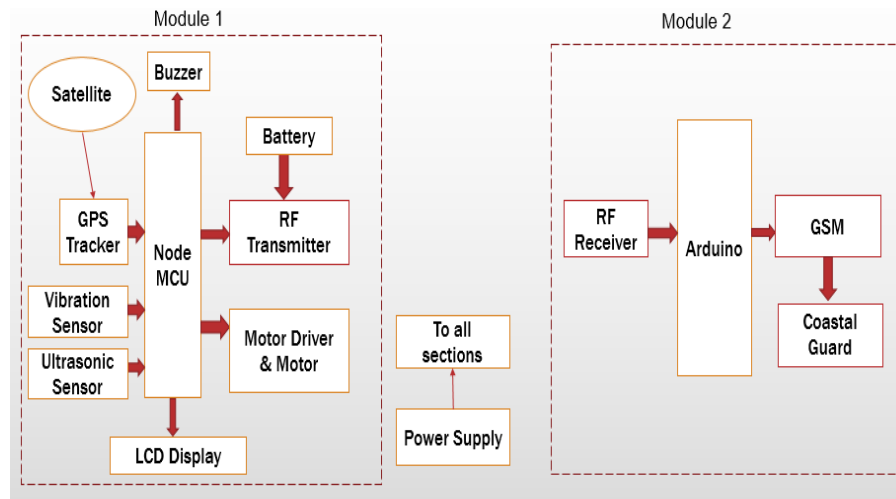 Module 1
Satellite
Buzzer
Battery
GPS
Tracker
Node
MCU
RF
Transmitter
Vibration
Sensor
Ultrasonic
Sensor
Motor Driver
& Motor
LCD Display
To all
sections
Power Supply
Module 2
RF
Receiver
Arduino
GSM
Coastal
Guard